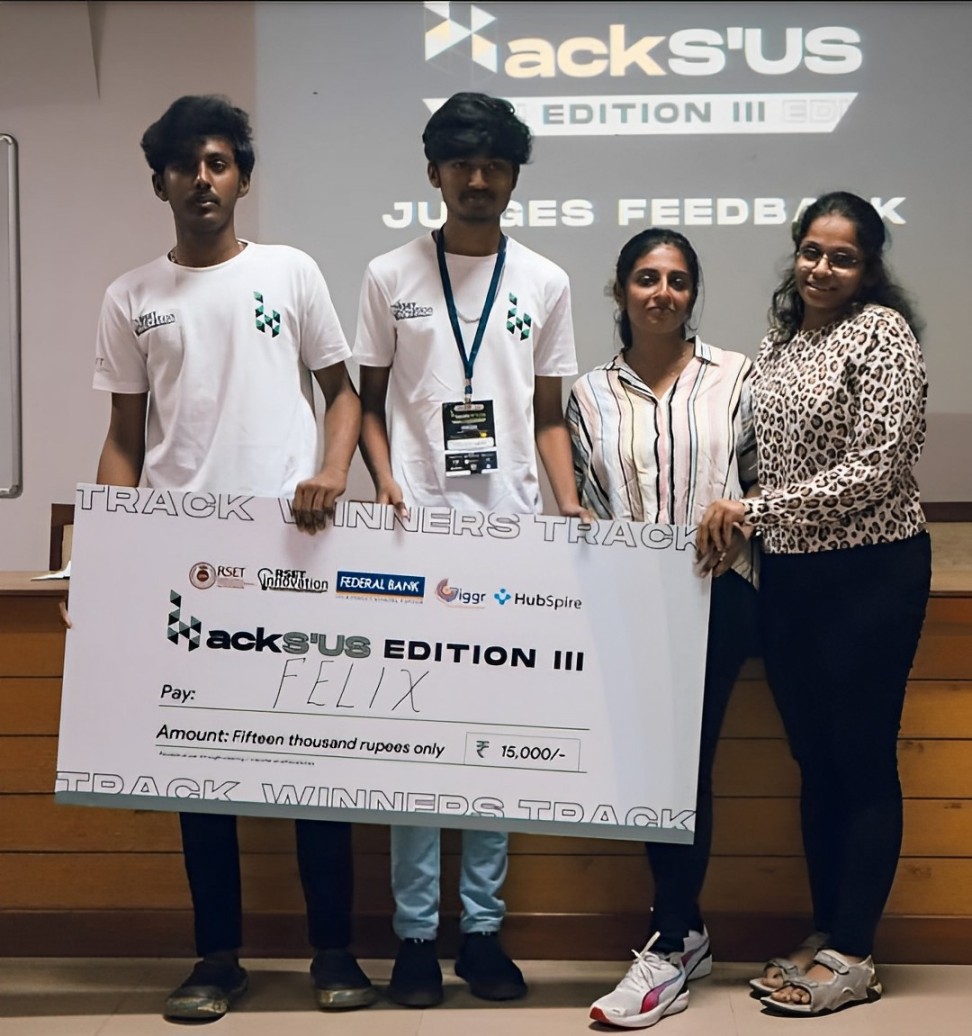 ackS'US
EDITION III ED
JUDGES FEEDBACK
TRACK WINNERS TRACK
RSET
RSET
innovation
FEDERAL BANK
Giggr
HubSpire
ackS'US EDITION III
Pay: FELIX
Amount: Fifteen thousand rupees only
₹ 15,000/-
TRACK WINNERS TRACK